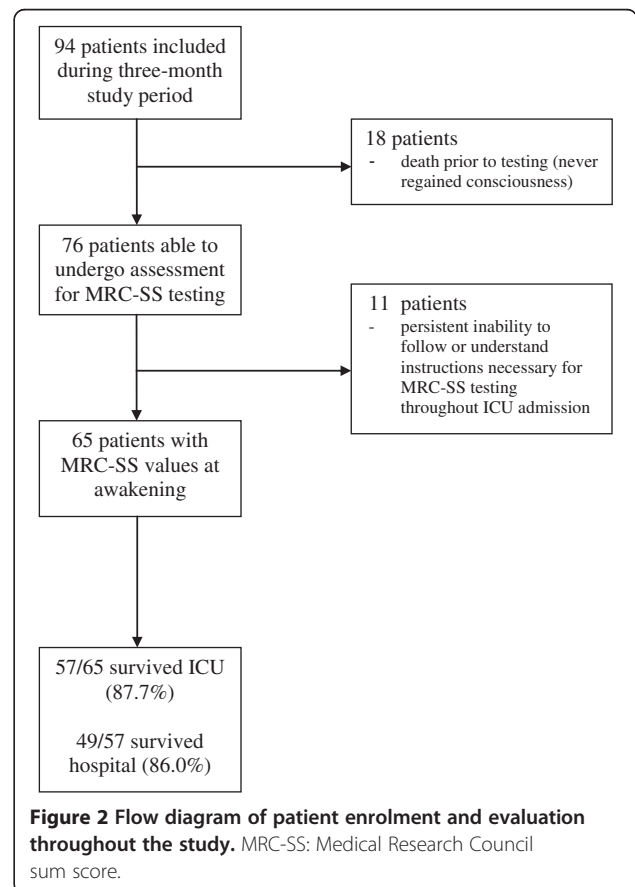 94 patients included
during three-month
study period
18 patients
- death prior to testing (never
regained consciousness)
76 patients able to
undergo assessment
for MRC-SS testing
11 patients
- persistent inability to
follow or understand
instructions necessary for
MRC-SS testing
throughout ICU admission
65 patients with
MRC-SS values at
awakening
57/65 survived ICU
(87.7%)
49/57 survived
hospital (86.0%)
Figure 2 Flow diagram of patient enrolment and evaluation
throughout the study. MRC-SS: Medical Research Council
sum score.